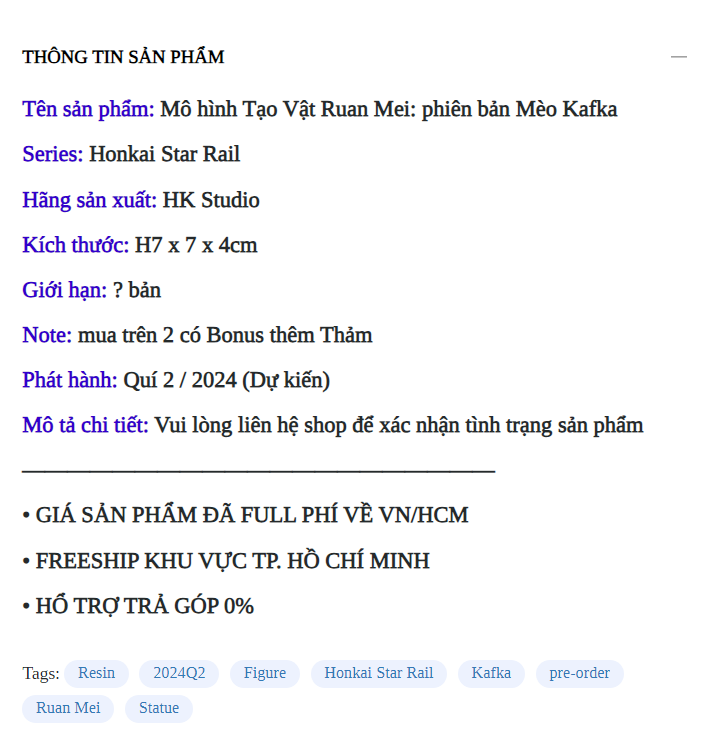 THÔNG TIN SẢN PHẨM
Tên sản phẩm: Mô hình Tạo Vật Ruan Mei: phiên bản Mèo Kafka
Series: Honkai Star Rail
Hãng sản xuất: HK Studio
Kích thước: H7 x 7 x 4cm
Giới hạn: ? bản
Note: mua trên 2 có Bonus thêm Thảm
Phát hành: Quí 2 / 2024 (Dự kiến)
Mô tả chi tiết: Vui lòng liên hệ shop để xác nhận tình trạng sản phẩm
• GIÁ SẢN PHẨM ĐÃ FULL PHÍ VỀ VN/HCM
• FREESHIP KHU VỰC TP. HỒ CHÍ MINH
• HỔ TRỢ TRẢ GÓP 0%
Tags: Resin 2024Q2 Figure Honkai Star Rail Kafka pre-order
Ruan Mei Statue